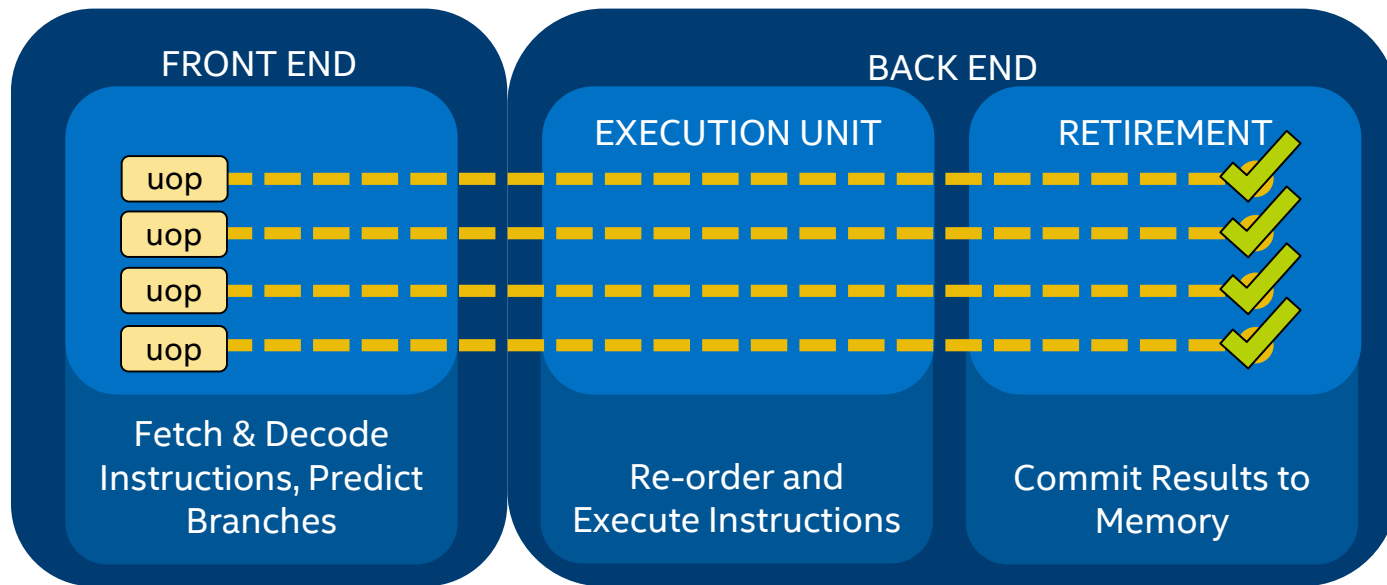 FRONT END
BACK END
EXECUTION UNIT
RETIREMENT
uop
uop
uop
uop
Fetch & Decode
Instructions, Predict
Branches
Re-order and
Execute Instructions
Commit Results to
Memory